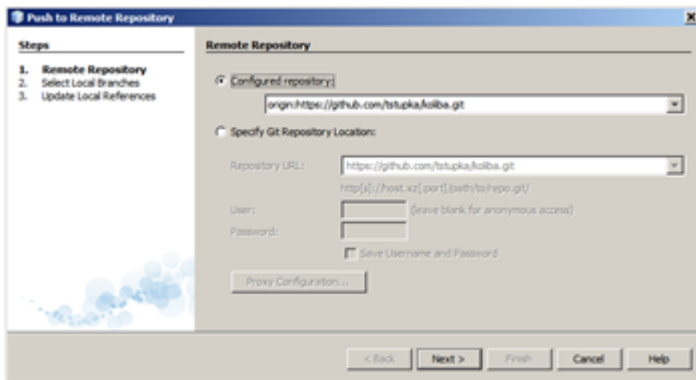 Push to Remote Repository
Steps
1. Remote Repository
2. Select Local Branches
3. Update Local References
Remote Repository
Configured repository:
origin:https://github.com/tstupka/koliba.git
Specify Git Repository Location:
Repository URL: https://github.com/tstupka/koliba.git
http[s]://host.xz[:port]/path/to/repo.git/
User: (leave blank for anonymous access)
Password:
Save Username and Password
Proxy Configuration...
< Back Next > Finish Cancel Help